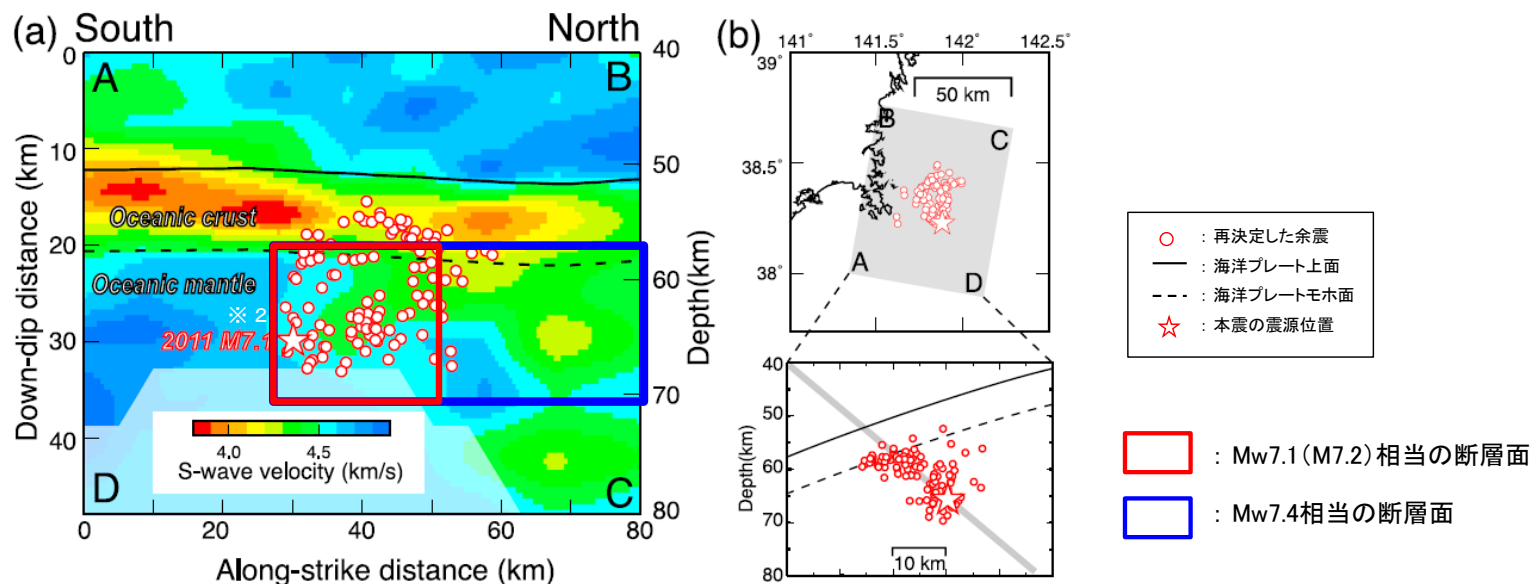 (a) South
North
0
10
20
30
40
Down-dip distance (km)
A
B
D
C
Oceanic crust
Oceanic mantle
※2
2011 M7.1
4.0
4.5
S-wave velocity (km/s)
0
20
40
60
80
Along-strike distance (km)
40
50
60
70
80
Depth(km)
(b)
141°
141.5°
142°
142.5°
39°
38.5°
38°
50 km
B
C
A
D
40
50
60
70
80
Depth(km)
10 km
：再決定した余震
：海洋プレート上面
：海洋プレートモホ面
：本震の震源位置
：Mw7.1(M7.2)相当の断層面
：Mw7.4相当の断層面